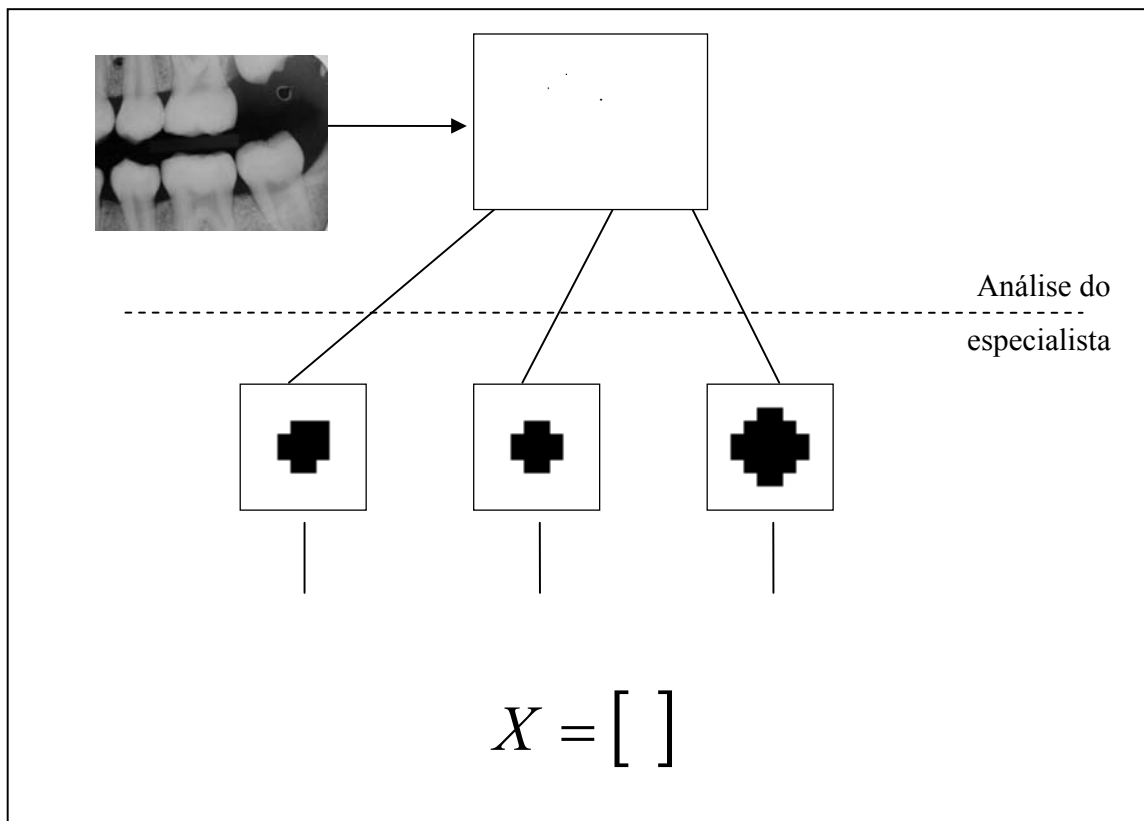 Análise do
especialista
X = [ ]